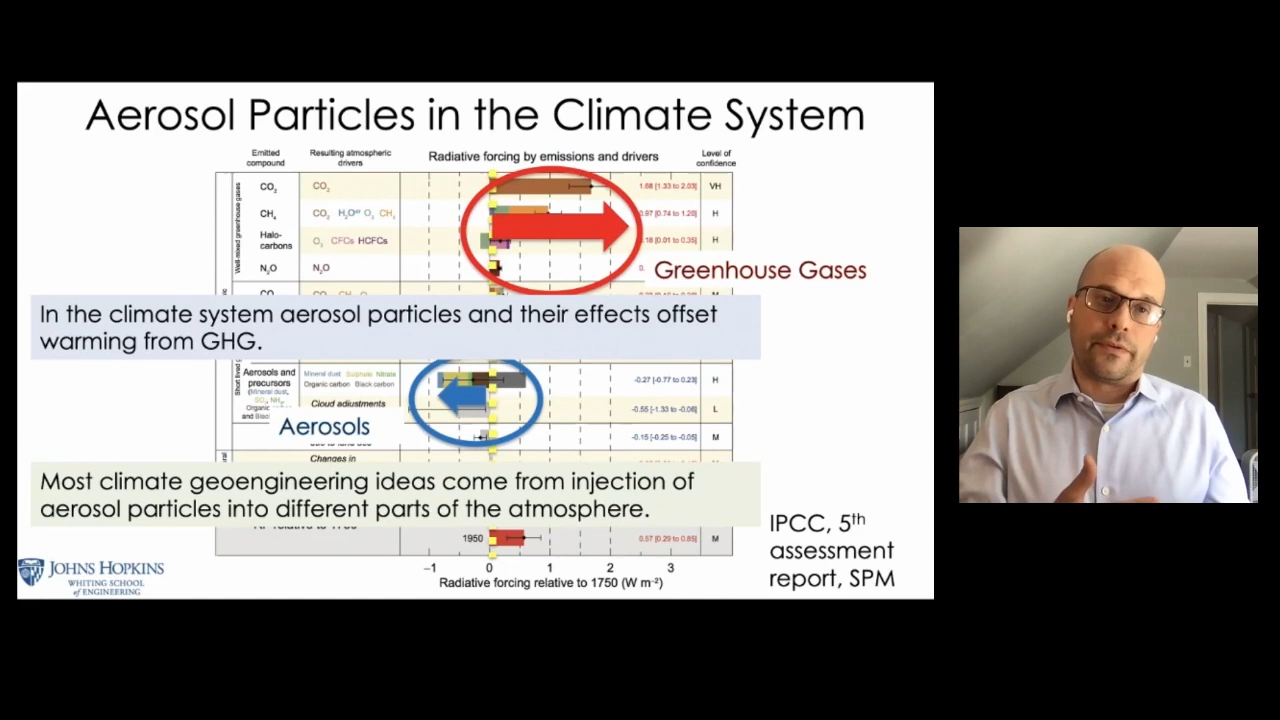 Aerosol Particles in the Climate System
Emitted compound
Resulting atmospheric drivers
Radiative forcing by emissions and drivers
Level of confidence
Well-mixed greenhouse gases
CO₂ CO₂ 1.68 [1.33 to 2.03] VH
CH₄ CO₂ H₂Oˢᵗʳ O₃ CH₄ 0.97 [0.74 to 1.20] H
Halo-
carbons O₃ CFCs HCFCs 0.18 [0.01 to 0.35] H
N₂O N₂O
Greenhouse Gases
In the climate system aerosol particles and their effects offset
warming from GHG.
Aerosols and
precursors
(Mineral dust,
SO₂, NH₃,
Mineral dust Sulphate Nitrate
Organic carbon Black carbon
-0.27 [-0.77 to 0.23] H
Cloud adjustments
-0.55 [-1.33 to -0.06] L
Aerosols
-0.15 [-0.25 to -0.05] M
Changes in
Most climate geoengineering ideas come from injection of
aerosol particles into different parts of the atmosphere.
1950 0.57 [0.29 to 0.85] M
−1 0 1 2 3
Radiative forcing relative to 1750 (W m⁻²)
IPCC, 5th
assessment
report, SPM
JOHNS HOPKINS
WHITING SCHOOL
of ENGINEERING